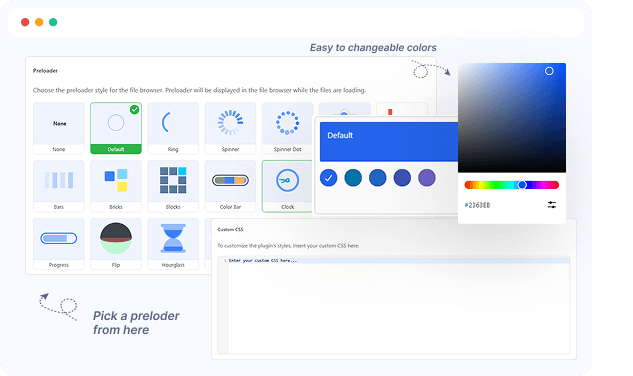 Easy to changeable colors
Preloader
Choose the preloader style for the file browser. Preloader will be displayed in the file browser while the files are loading.
None
None
Default
Ring
Spinner
Spinner Dot
Default
Bars
Bricks
Blocks
Color Bar
Clock
#2363EB
Progress
Flip
Hourglass
Custom CSS
To customize the plugin's styles, insert your custom CSS here.
1 Enter your custom CSS here...
Pick a preloder
from here